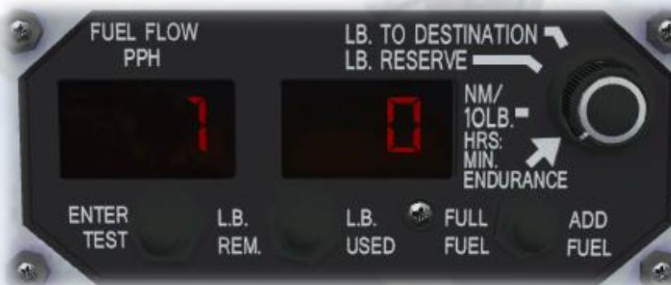 FUEL FLOW
PPH
LB. TO DESTINATION
LB. RESERVE
1
0
NM/
10LB.
HRS:
MIN.
ENDURANCE
ENTER
TEST
L.B.
REM.
L.B.
USED
FULL
FUEL
ADD
FUEL